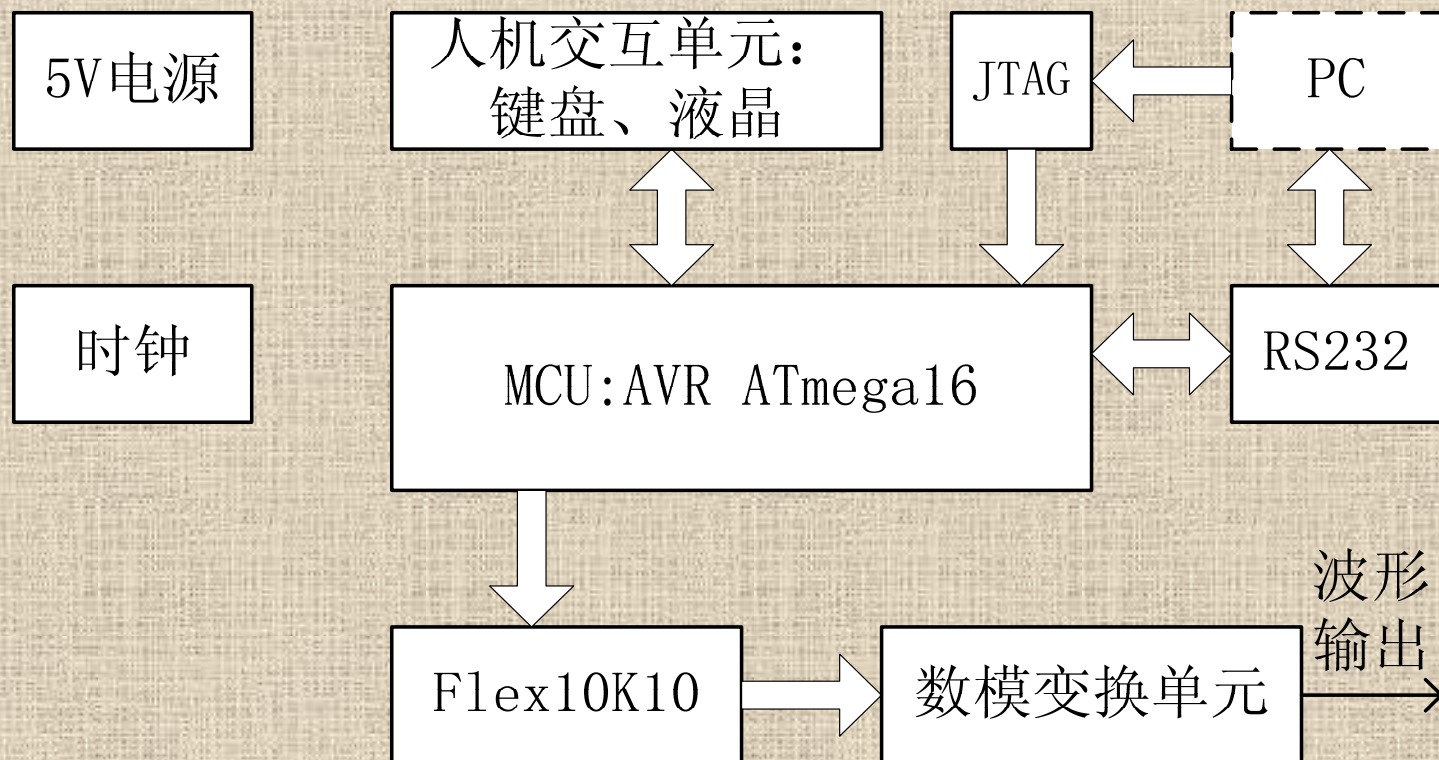 5V电源
人机交互单元：
键盘、液晶
JTAG
PC
时钟
MCU:AVR ATmega16
RS232
波形
输出
Flex10K10
数模变换单元